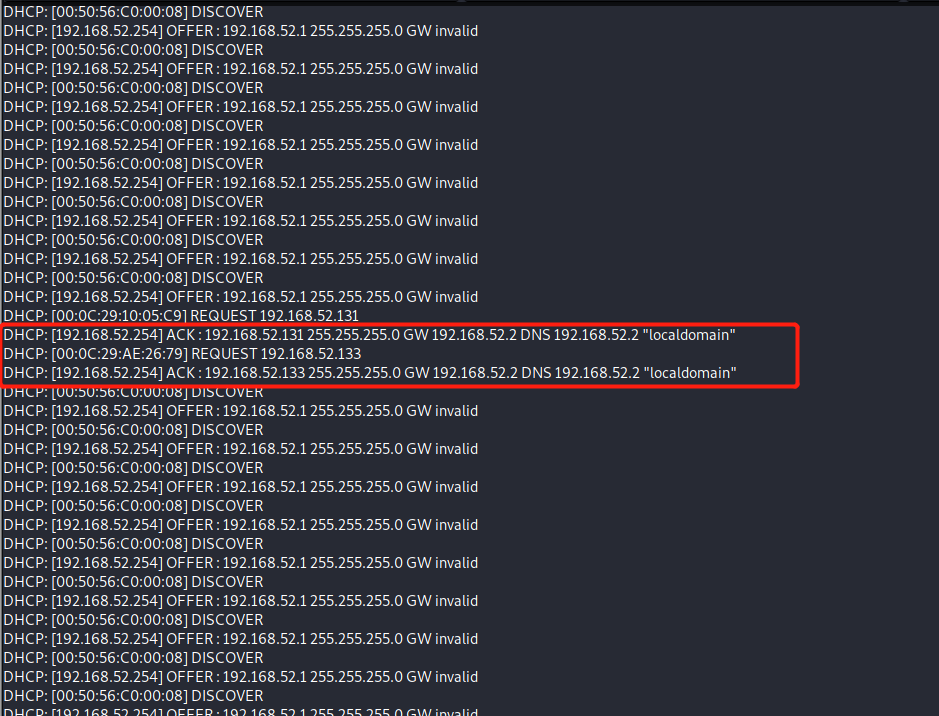 DHCP: [00:50:56:C0:00:08] DISCOVER
DHCP: [192.168.52.254] OFFER : 192.168.52.1 255.255.255.0 GW invalid
DHCP: [00:50:56:C0:00:08] DISCOVER
DHCP: [192.168.52.254] OFFER : 192.168.52.1 255.255.255.0 GW invalid
DHCP: [00:50:56:C0:00:08] DISCOVER
DHCP: [192.168.52.254] OFFER : 192.168.52.1 255.255.255.0 GW invalid
DHCP: [00:50:56:C0:00:08] DISCOVER
DHCP: [192.168.52.254] OFFER : 192.168.52.1 255.255.255.0 GW invalid
DHCP: [00:50:56:C0:00:08] DISCOVER
DHCP: [192.168.52.254] OFFER : 192.168.52.1 255.255.255.0 GW invalid
DHCP: [00:50:56:C0:00:08] DISCOVER
DHCP: [192.168.52.254] OFFER : 192.168.52.1 255.255.255.0 GW invalid
DHCP: [00:50:56:C0:00:08] DISCOVER
DHCP: [192.168.52.254] OFFER : 192.168.52.1 255.255.255.0 GW invalid
DHCP: [00:50:56:C0:00:08] DISCOVER
DHCP: [192.168.52.254] OFFER : 192.168.52.1 255.255.255.0 GW invalid
DHCP: [00:0C:29:10:05:C9] REQUEST 192.168.52.131
DHCP: [192.168.52.254] ACK : 192.168.52.131 255.255.255.0 GW 192.168.52.2 DNS 192.168.52.2 "localdomain"
DHCP: [00:0C:29:AE:26:79] REQUEST 192.168.52.133
DHCP: [192.168.52.254] ACK : 192.168.52.133 255.255.255.0 GW 192.168.52.2 DNS 192.168.52.2 "localdomain"
DHCP: [00:50:56:C0:00:08] DISCOVER
DHCP: [192.168.52.254] OFFER : 192.168.52.1 255.255.255.0 GW invalid
DHCP: [00:50:56:C0:00:08] DISCOVER
DHCP: [192.168.52.254] OFFER : 192.168.52.1 255.255.255.0 GW invalid
DHCP: [00:50:56:C0:00:08] DISCOVER
DHCP: [192.168.52.254] OFFER : 192.168.52.1 255.255.255.0 GW invalid
DHCP: [00:50:56:C0:00:08] DISCOVER
DHCP: [192.168.52.254] OFFER : 192.168.52.1 255.255.255.0 GW invalid
DHCP: [00:50:56:C0:00:08] DISCOVER
DHCP: [192.168.52.254] OFFER : 192.168.52.1 255.255.255.0 GW invalid
DHCP: [00:50:56:C0:00:08] DISCOVER
DHCP: [192.168.52.254] OFFER : 192.168.52.1 255.255.255.0 GW invalid
DHCP: [00:50:56:C0:00:08] DISCOVER
DHCP: [192.168.52.254] OFFER : 192.168.52.1 255.255.255.0 GW invalid
DHCP: [00:50:56:C0:00:08] DISCOVER
DHCP: [192.168.52.254] OFFER : 192.168.52.1 255.255.255.0 GW invalid
DHCP: [00:50:56:C0:00:08] DISCOVER
DHCP: [192.168.52.254] OFFER : 192.168.52.1 255.255.255.0 GW invalid